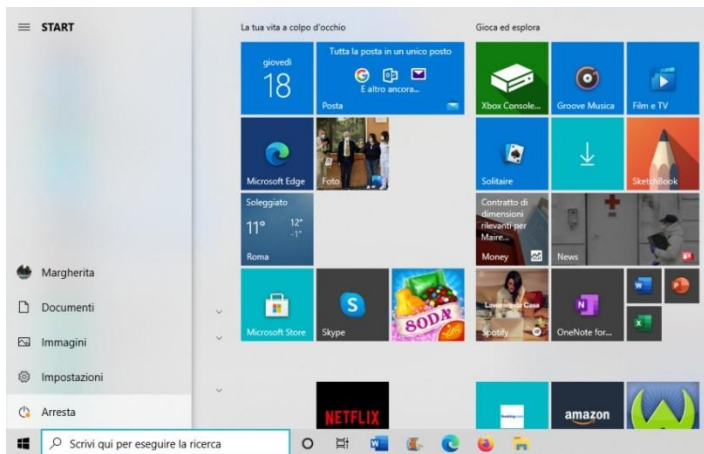 START
Margherita
Documenti
Immagini
Impostazioni
Arresta
La tua vita a colpo d'occhio
giovedì
18
Tutta la posta in un unico posto
E altro ancora...
Posta
Microsoft Edge
Foto
Soleggiato
11° 12°
-1°
Roma
Microsoft Store
Skype
SODA
NETFLIX
Gioca ed esplora
Xbox Console...
Groove Musica
Film e TV
Solitaire
SketchBook
Contratto di
dimensioni
rilevanti per
Maire...
Money
News
Spotify
OneNote for...
amazon
Scrivi qui per eseguire la ricerca